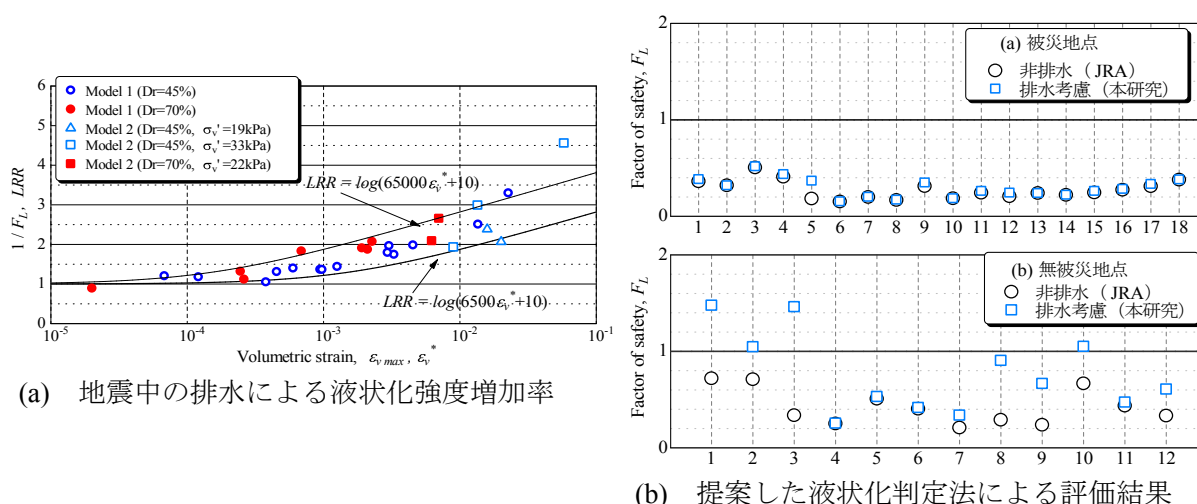 Model 1 (Dr=45%)
Model 1 (Dr=70%)
Model 2 (Dr=45%, σv'=19kPa)
Model 2 (Dr=45%, σv'=33kPa)
Model 2 (Dr=70%, σv'=22kPa)
1 / FL, LRR
6
5
4
3
2
1
0
LRR = log(65000εv*+10)
LRR = log(6500εv*+10)
10-5 10-4 10-3 10-2 10-1
Volumetric strain, εv max , εv*
(a) 地震中の排水による液状化強度増加率
Factor of safety, FL
2
1
0
(a) 被災地点
非排水（JRA）
排水考慮（本研究）
1 2 3 4 5 6 7 8 9 10 11 12 13 14 15 16 17 18
Factor of safety, FL
2
1
0
(b) 無被災地点
非排水（JRA）
排水考慮（本研究）
1 2 3 4 5 6 7 8 9 10 11 12
(b) 提案した液状化判定法による評価結果